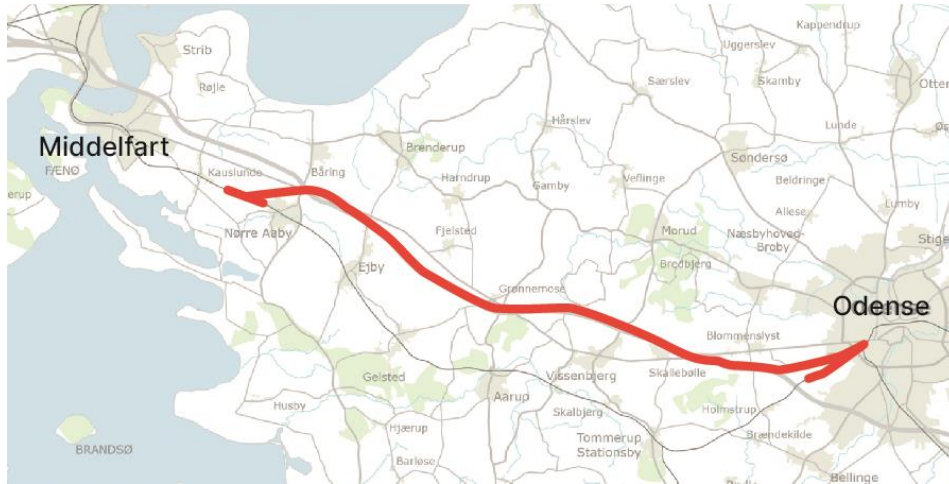 Kappendrup
Uggerslev
Strib
Røjle
Særslev
Skamby
Otter
Hårslev
Lunde
Middelfart
Brenderup
Søndersø
FÆNØ
Kauslunde
Båring
Harndrup
Gamby
Veflinge
Beldringe
erup
Lumby
Allese
Nørre Aaby
Fjelsted
Morud
Næsbyhoved-
Broby
Stige
Ejby
Bredbjerg
Grønnemose
Odense
Blommenslyst
Gelsted
Vissenbjerg
Skallebølle
Aarup
Husby
Skalbjerg
Holmstrup
Hjærup
Tommerup
Stationsby
Brændekilde
BRANDSØ
Barløse
Bellinge